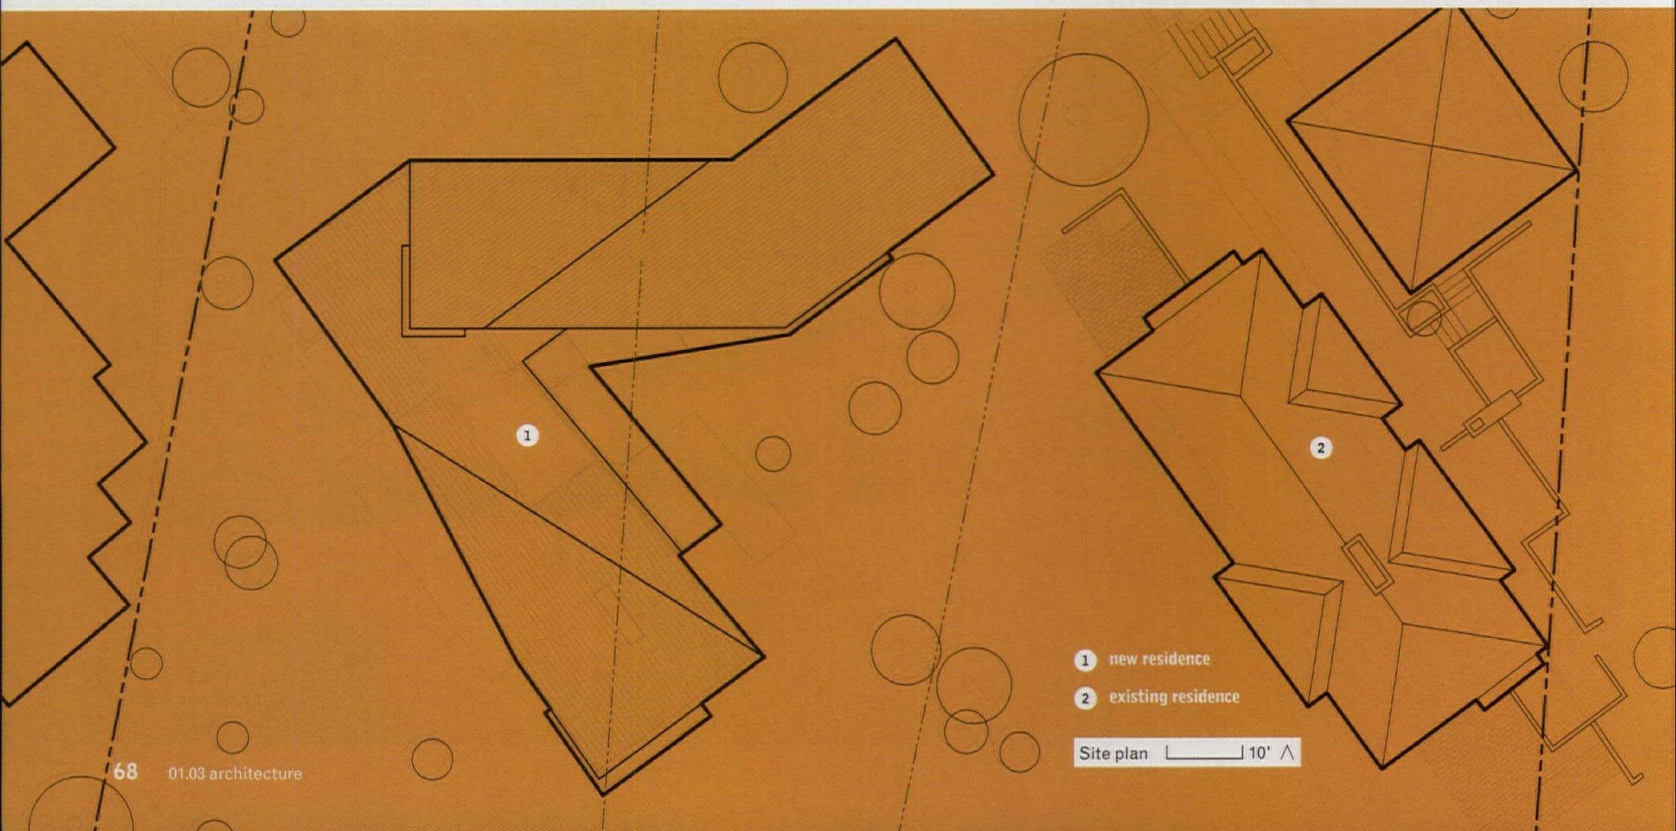 1
2
1 new residence
2 existing residence
Site plan 10'
68 01.03 architecture